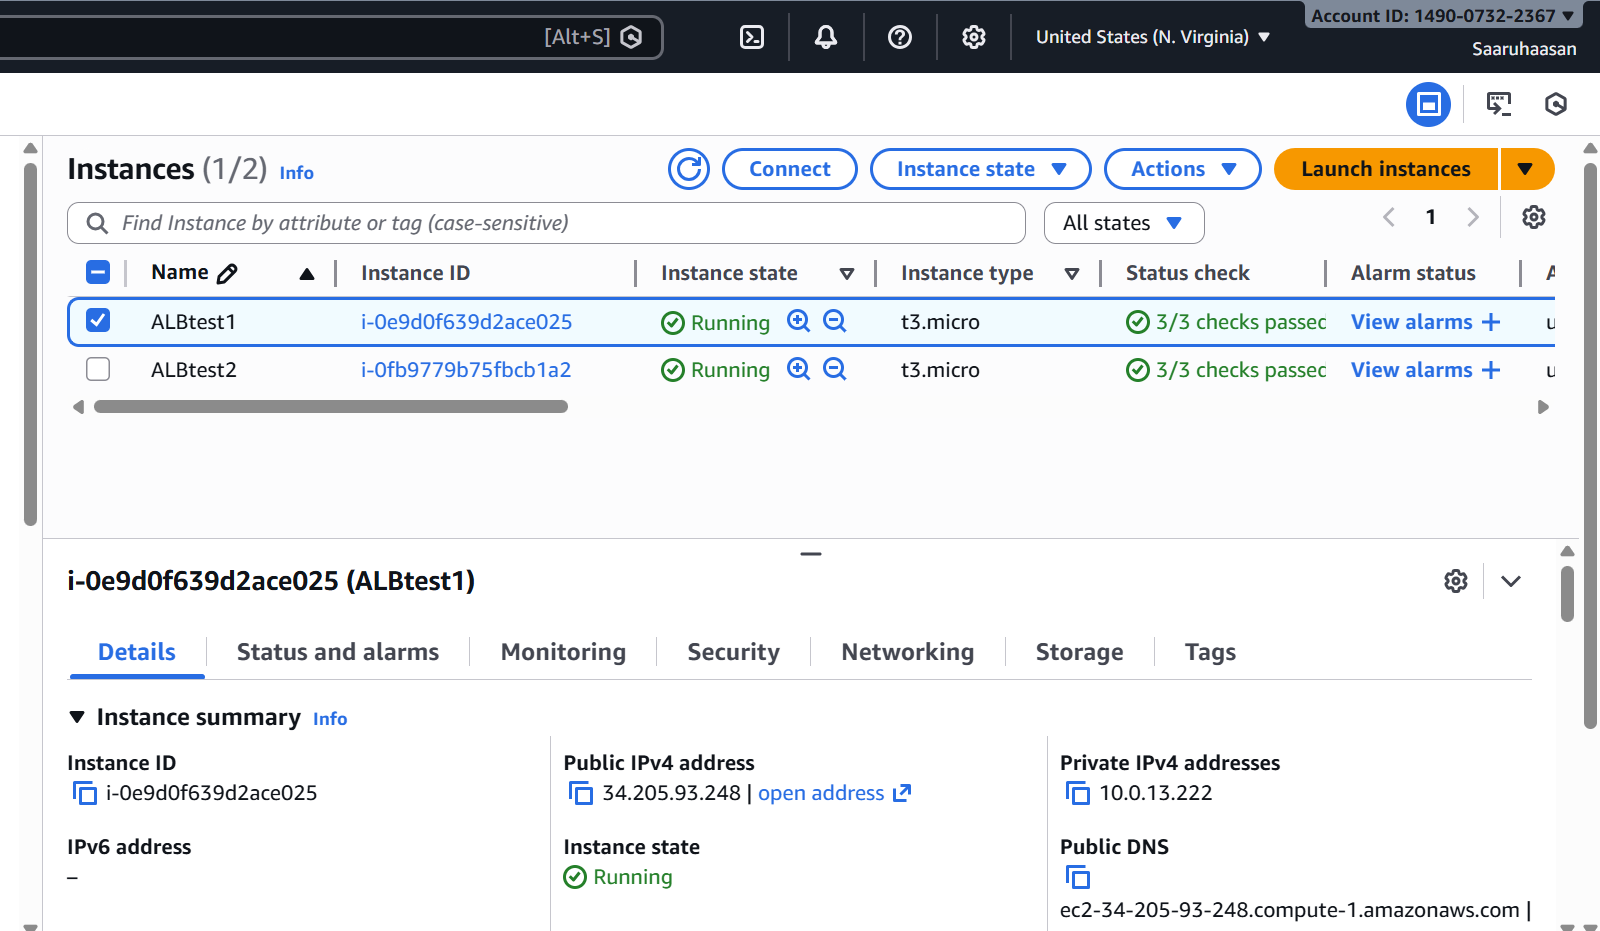 Account ID: 1490-0732-2367
[Alt+S]
United States (N. Virginia)
Saaruhaasan
Instances (1/2) Info
Connect
Instance state
Actions
Launch instances
Find Instance by attribute or tag (case-sensitive)
All states
1
Name Instance ID Instance state Instance type Status check Alarm status
ALBtest1 i-0e9d0f639d2ace025 Running t3.micro 3/3 checks passed View alarms
ALBtest2 i-0fb9779b75fbcb1a2 Running t3.micro 3/3 checks passed View alarms
i-0e9d0f639d2ace025 (ALBtest1)
Details Status and alarms Monitoring Security Networking Storage Tags
Instance summary Info
Instance ID
i-0e9d0f639d2ace025
Public IPv4 address
34.205.93.248 | open address
Private IPv4 addresses
10.0.13.222
IPv6 address
–
Instance state
Running
Public DNS
ec2-34-205-93-248.compute-1.amazonaws.com |